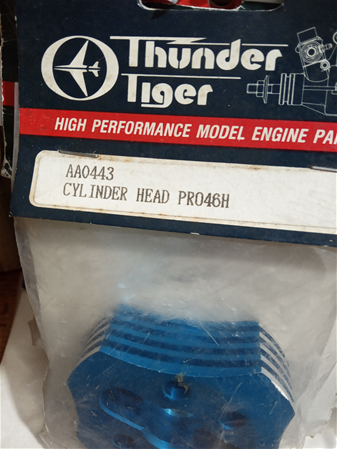 Thunder
Tiger
HIGH PERFORMANCE MODEL ENGINE PA
AA0443
CYLINDER HEAD PRO46H